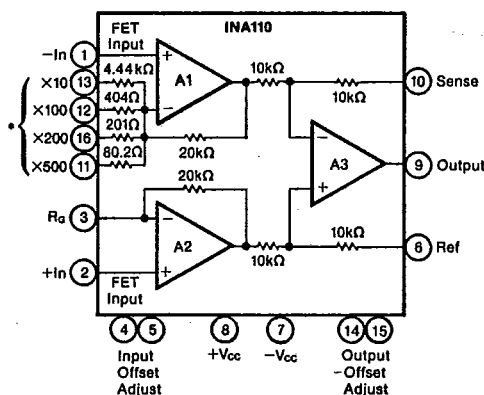 FET
Input
INA110
-In 1
+
A1
10kΩ
10 Sense
4.44kΩ
×10 13
404Ω
10kΩ
×100 12
-
201Ω
×200 16
80.2Ω
20kΩ
×500 11
-
A3
9 Output
20kΩ
+
RG 3
-
A2
10kΩ
6 Ref
+In 2
+
10kΩ
FET
Input
4 5 8 7 14 15
Input
Offset
Adjust
+VCC
-VCC
Output
-Offset
Adjust
*